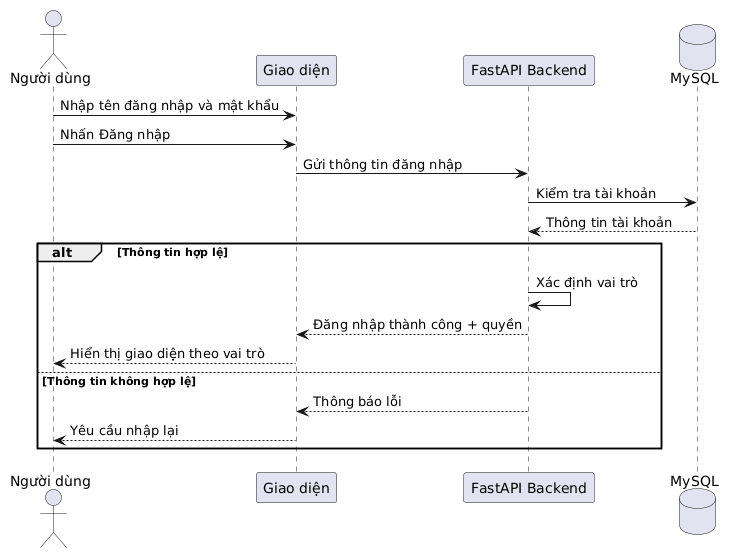 Người dùng
Giao diện
FastAPI Backend
MySQL
Nhập tên đăng nhập và mật khẩu
Nhấn Đăng nhập
Gửi thông tin đăng nhập
Kiểm tra tài khoản
Thông tin tài khoản
alt
[Thông tin hợp lệ]
Xác định vai trò
Đăng nhập thành công + quyền
Hiển thị giao diện theo vai trò
[Thông tin không hợp lệ]
Thông báo lỗi
Yêu cầu nhập lại
Người dùng
Giao diện
FastAPI Backend
MySQL